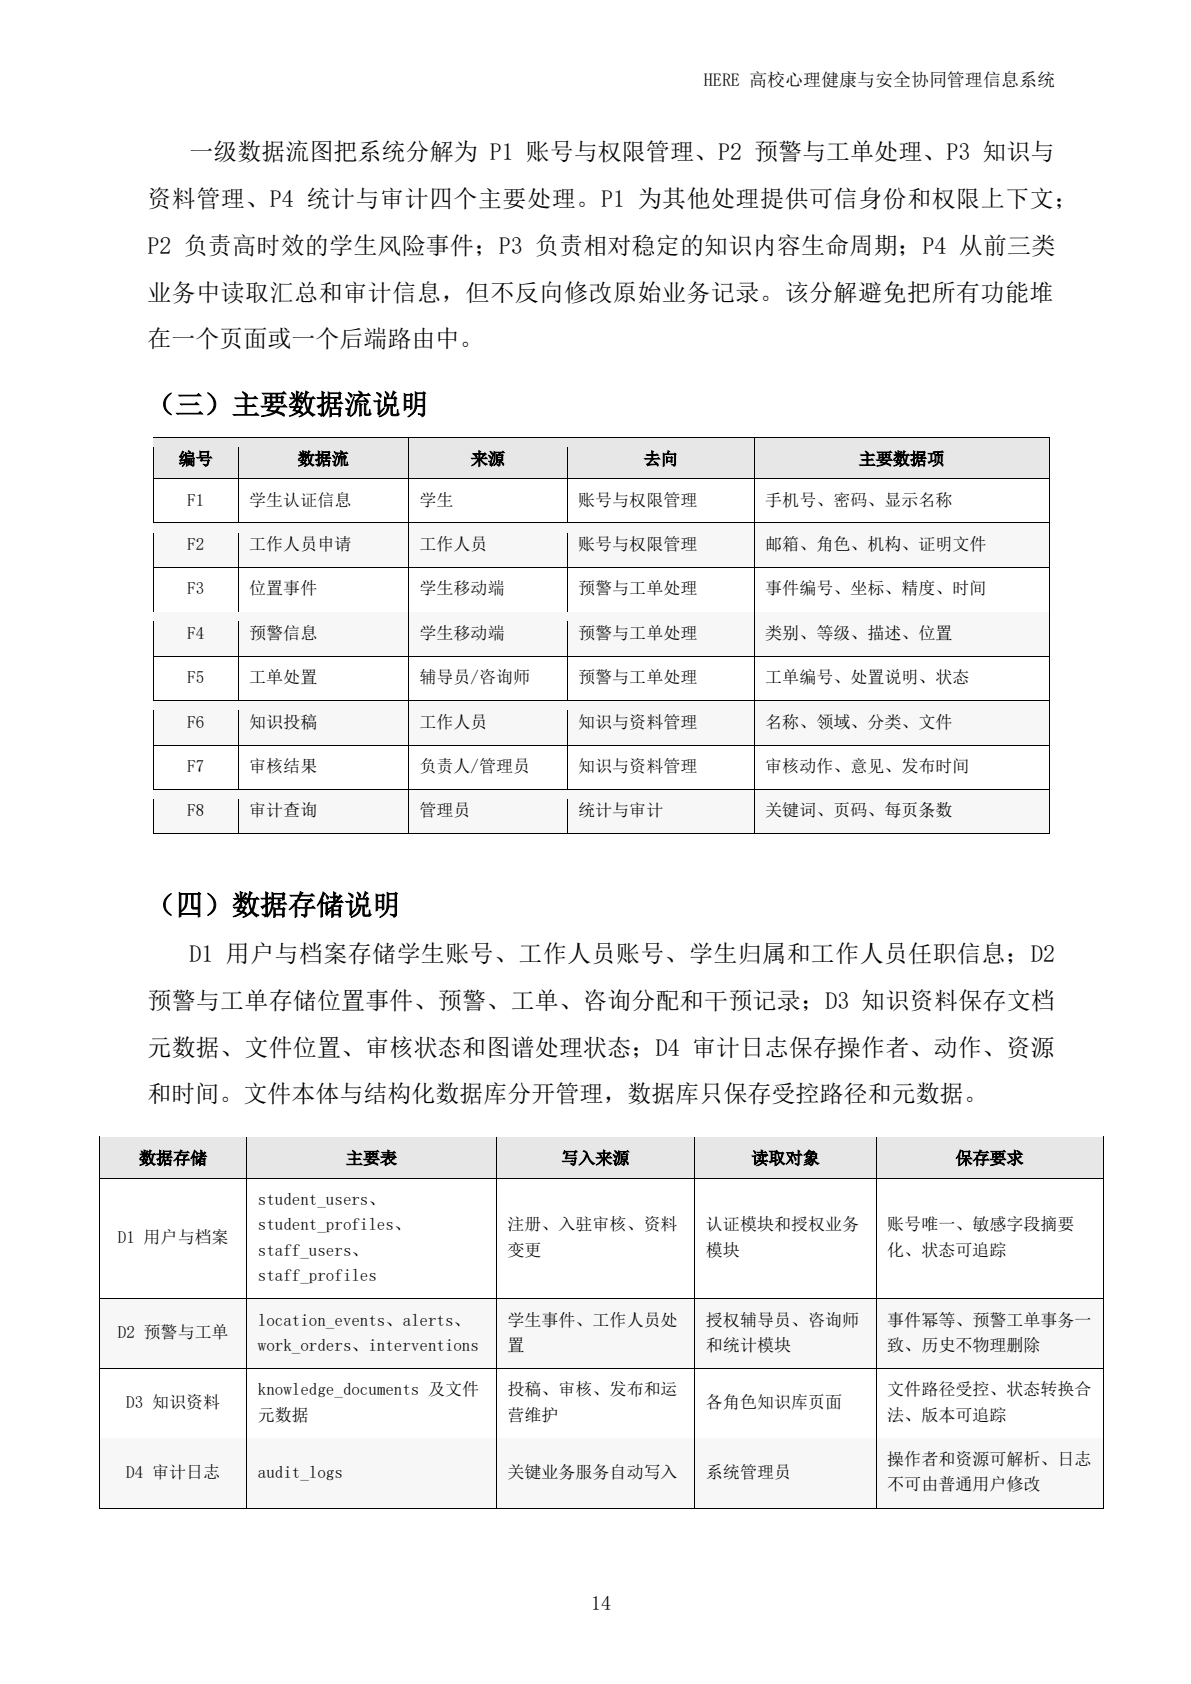 HERE 高校心理健康与安全协同管理信息系统
一级数据流图把系统分解为 P1 账号与权限管理、P2 预警与工单处理、P3 知识与
资料管理、P4 统计与审计四个主要处理。P1 为其他处理提供可信身份和权限上下文；
P2 负责高时效的学生风险事件；P3 负责相对稳定的知识内容生命周期；P4 从前三类
业务中读取汇总和审计信息，但不反向修改原始业务记录。该分解避免把所有功能堆
在一个页面或一个后端路由中。
（三）主要数据流说明
编号 数据流 来源 去向 主要数据项
F1 学生认证信息 学生 账号与权限管理 手机号、密码、显示名称
F2 工作人员申请 工作人员 账号与权限管理 邮箱、角色、机构、证明文件
F3 位置事件 学生移动端 预警与工单处理 事件编号、坐标、精度、时间
F4 预警信息 学生移动端 预警与工单处理 类别、等级、描述、位置
F5 工单处置 辅导员/咨询师 预警与工单处理 工单编号、处置说明、状态
F6 知识投稿 工作人员 知识与资料管理 名称、领域、分类、文件
F7 审核结果 负责人/管理员 知识与资料管理 审核动作、意见、发布时间
F8 审计查询 管理员 统计与审计 关键词、页码、每页条数
（四）数据存储说明
D1 用户与档案存储学生账号、工作人员账号、学生归属和工作人员任职信息；D2
预警与工单存储位置事件、预警、工单、咨询分配和干预记录；D3 知识资料保存文档
元数据、文件位置、审核状态和图谱处理状态；D4 审计日志保存操作者、动作、资源
和时间。文件本体与结构化数据库分开管理，数据库只保存受控路径和元数据。
数据存储 主要表 写入来源 读取对象 保存要求
D1 用户与档案
student_users、
student_profiles、
staff_users、
staff_profiles
注册、入驻审核、资料
变更
认证模块和授权业务
模块
账号唯一、敏感字段摘要
化、状态可追踪
D2 预警与工单
location_events、alerts、
work_orders、interventions
学生事件、工作人员处
置
授权辅导员、咨询师
和统计模块
事件幂等、预警工单事务一
致、历史不物理删除
D3 知识资料
knowledge_documents 及文件
元数据
投稿、审核、发布和运
营维护
各角色知识库页面
文件路径受控、状态转换合
法、版本可追踪
D4 审计日志
audit_logs
关键业务服务自动写入
系统管理员
操作者和资源可解析、日志
不可由普通用户修改
14